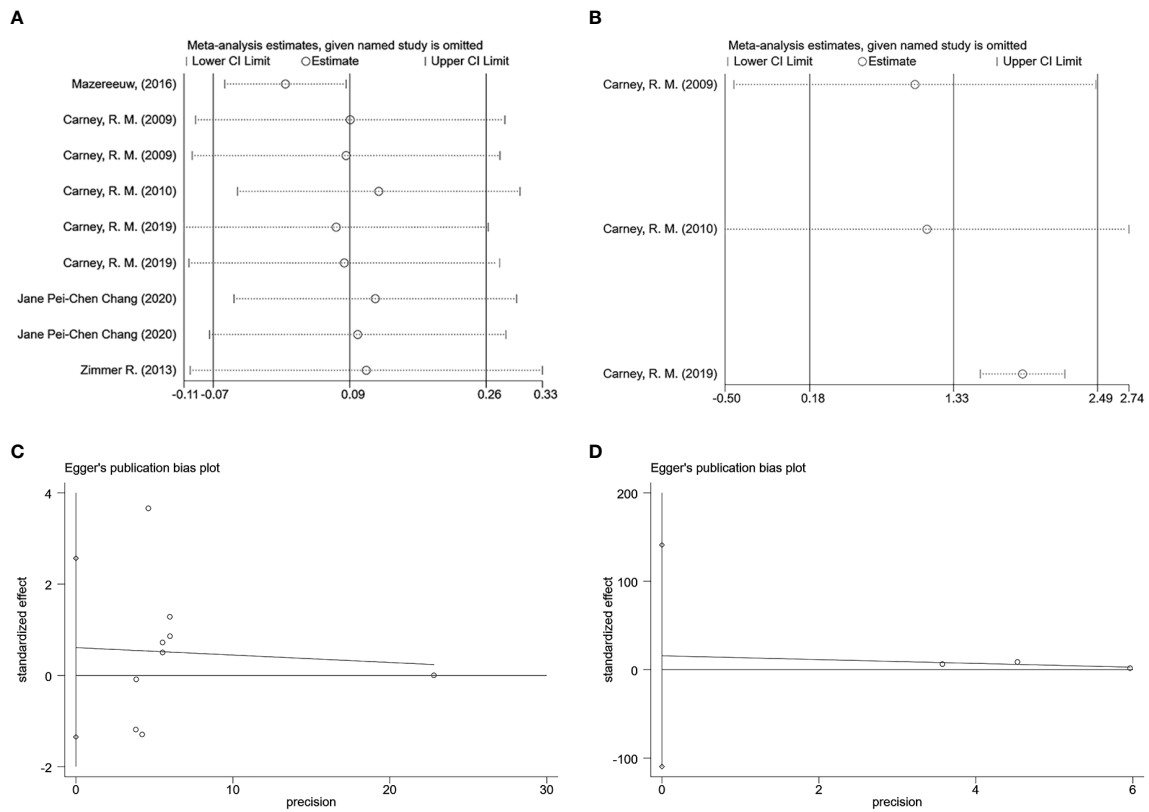 A
Meta-analysis estimates, given named study is omitted
| Lower CI Limit ○Estimate | Upper CI Limit
Mazereeuw, (2016)
Carney, R. M. (2009)
Carney, R. M. (2009)
Carney, R. M. (2010)
Carney, R. M. (2019)
Carney, R. M. (2019)
Jane Pei-Chen Chang (2020)
Jane Pei-Chen Chang (2020)
Zimmer R. (2013)
-0.11 -0.07 0.09 0.26 0.33
B
Meta-analysis estimates, given named study is omitted
| Lower CI Limit ○Estimate | Upper CI Limit
Carney, R. M. (2009)
Carney, R. M. (2010)
Carney, R. M. (2019)
-0.50 0.18 1.33 2.49 2.74
C
Egger's publication bias plot
standardized effect
4
2
0
-2
0 10 20 30
precision
D
Egger's publication bias plot
standardized effect
200
100
0
-100
0 2 4 6
precision